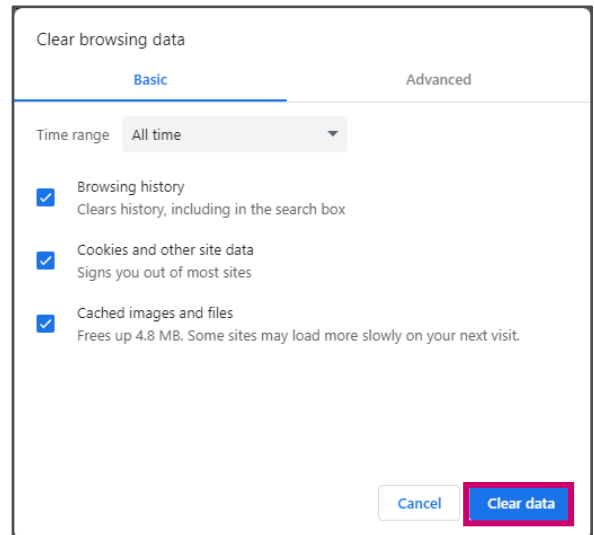 Clear browsing data
Basic Advanced
Time range All time
Browsing history
Clears history, including in the search box
Cookies and other site data
Signs you out of most sites
Cached images and files
Frees up 4.8 MB. Some sites may load more slowly on your next visit.
Cancel Clear data